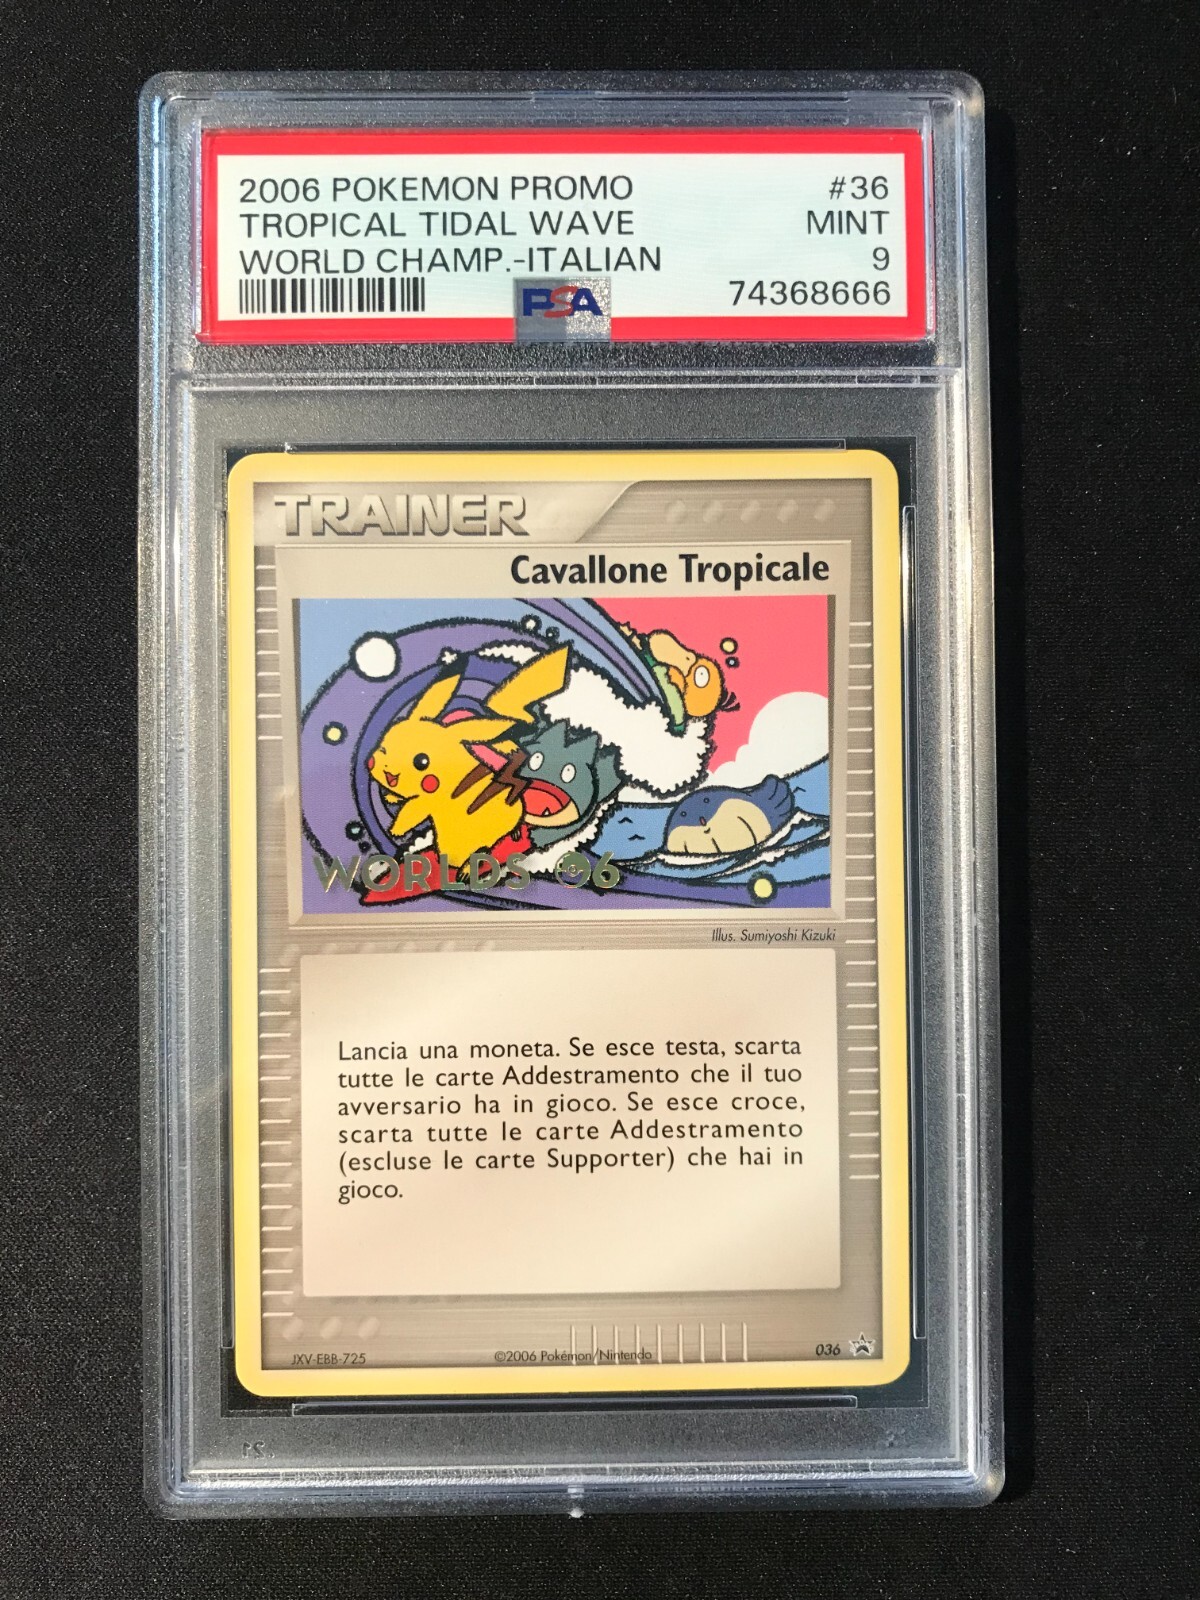 2006 POKEMON PROMO #36
TROPICAL TIDAL WAVE MINT
WORLD CHAMP.-ITALIAN 9
PSA 74368666
TRAINER
Cavallone Tropicale
WORLDS 06
Illus. Sumiyoshi Kizuki
Lancia una moneta. Se esce testa, scarta
tutte le carte Addestramento che il tuo
avversario ha in gioco. Se esce croce,
scarta tutte le carte Addestramento
(escluse le carte Supporter) che hai in
gioco.
JXV-EBB-725 ©2006 Pokémon/Nintendo 036